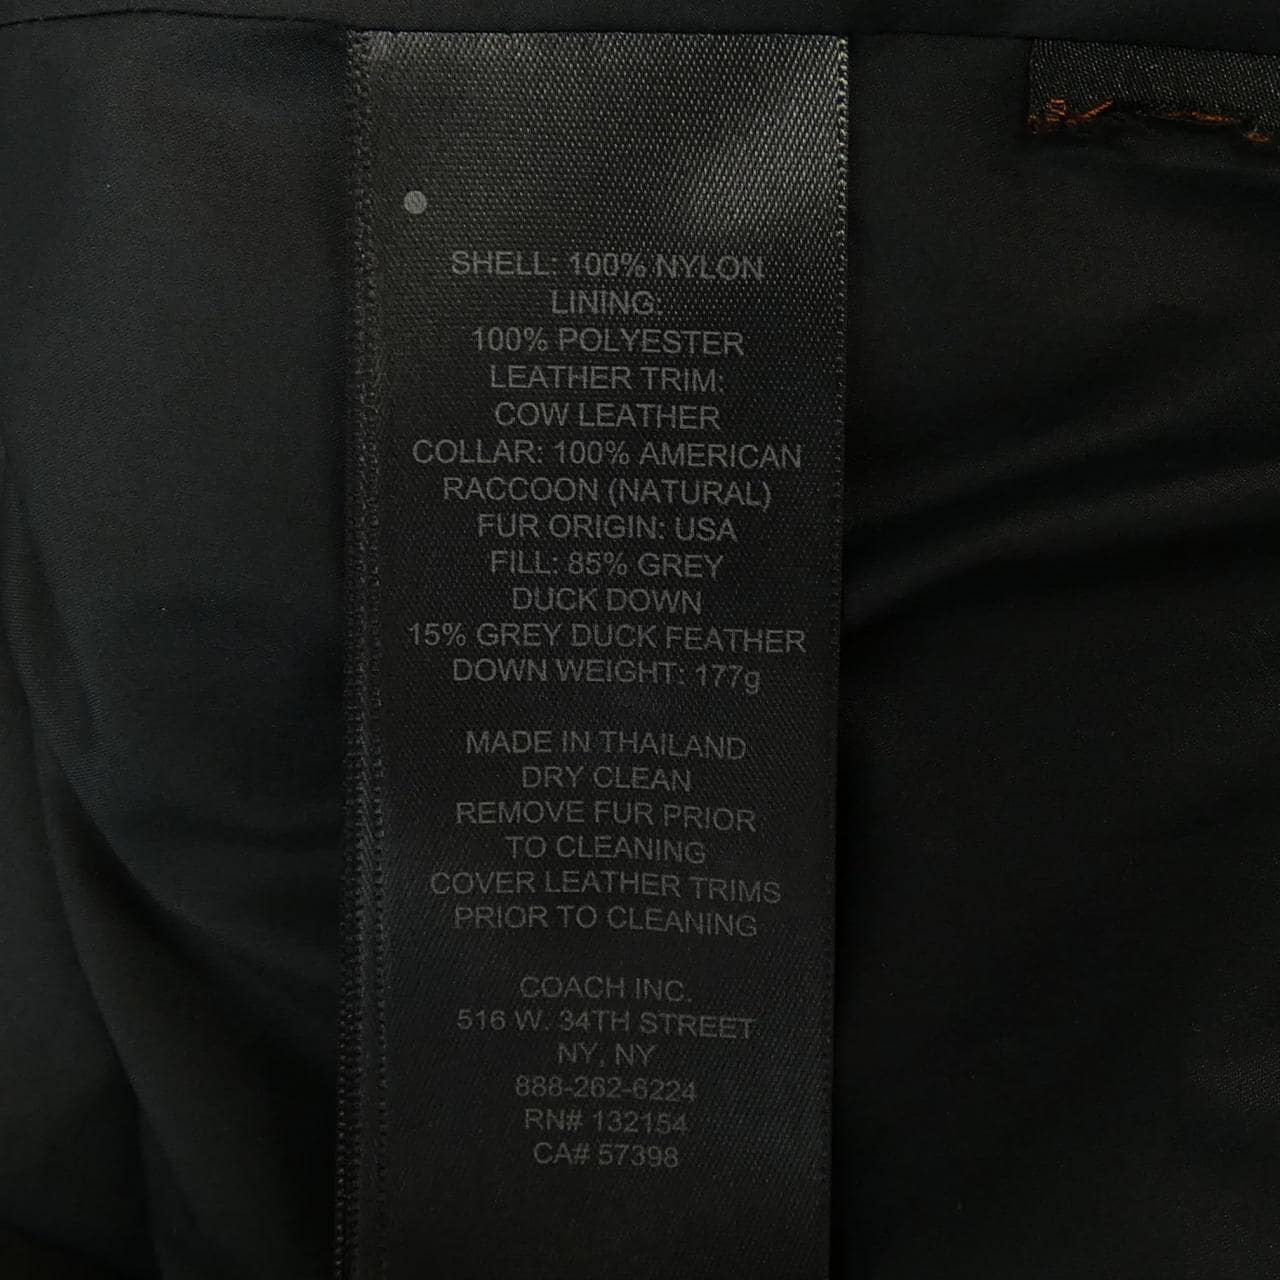 SHELL: 100% NYLON
LINING:
100% POLYESTER
LEATHER TRIM:
COW LEATHER
COLLAR: 100% AMERICAN
RACCOON (NATURAL)
FUR ORIGIN: USA
FILL: 85% GREY
DUCK DOWN
15% GREY DUCK FEATHER
DOWN WEIGHT: 177g
MADE IN THAILAND
DRY CLEAN
REMOVE FUR PRIOR
TO CLEANING
COVER LEATHER TRIMS
PRIOR TO CLEANING
COACH INC.
516 W. 34TH STREET
NY, NY
888-262-6224
RN# 132154
CA# 57398